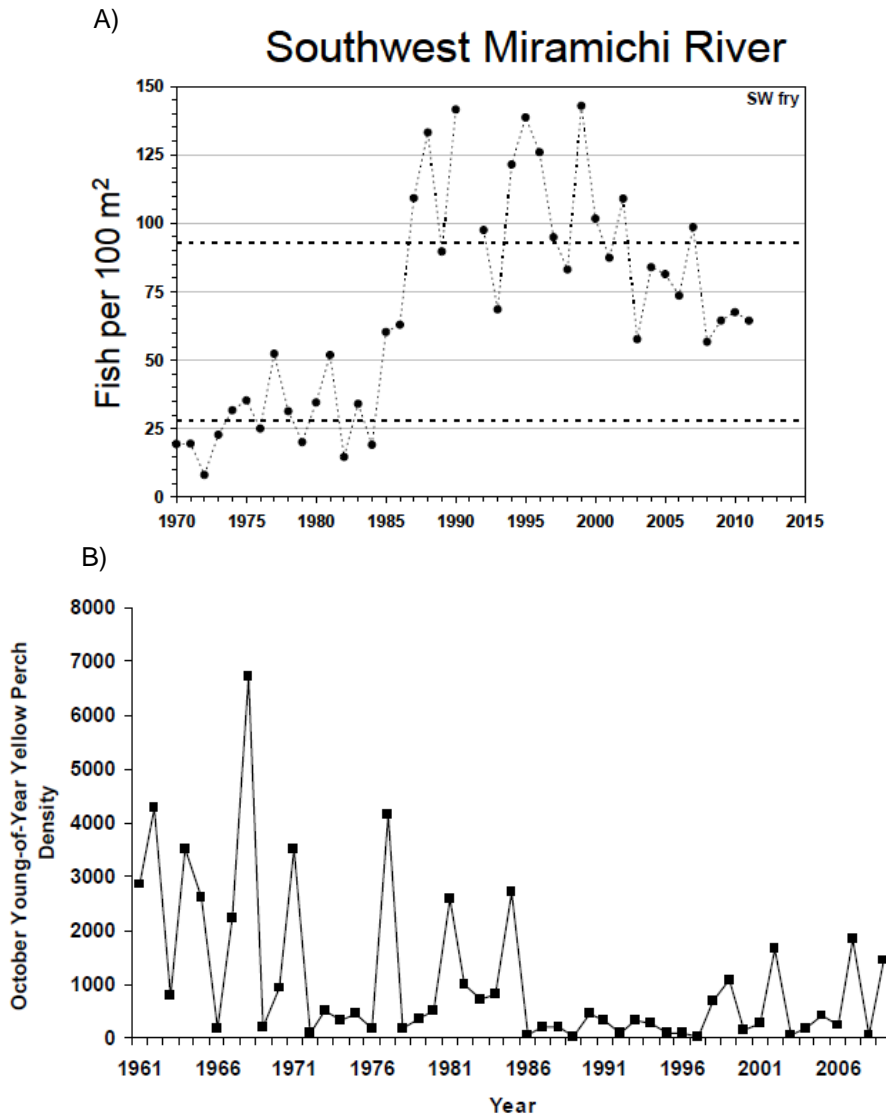 A)
Southwest Miramichi River
SW fry
Fish per 100 m²
150
125
100
75
50
25
0
1970 1975 1980 1985 1990 1995 2000 2005 2010 2015
B)
October Young-of-Year Yellow Perch
Density
8000
7000
6000
5000
4000
3000
2000
1000
0
1961 1966 1971 1976 1981 1986 1991 1996 2001 2006
Year